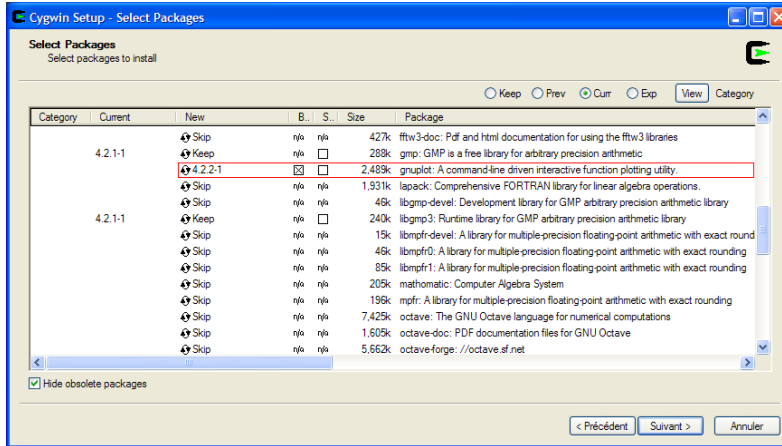 Cygwin Setup - Select Packages
Select Packages
Select packages to install
Keep Prev Curr Exp View Category
Category Current New B.. S.. Size Package
Skip n/a n/a 427k fftw3-doc: Pdf and html documentation for using the fftw3 libraries
4.2.1-1 Keep n/a 288k gmp: GMP is a free library for arbitrary precision arithmetic
4.2.2-1 2,489k gnuplot: A command-line driven interactive function plotting utility.
Skip n/a n/a 1,931k lapack: Comprehensive FORTRAN library for linear algebra operations.
Skip n/a n/a 46k libgmp-devel: Development library for GMP arbitrary precision arithmetic library
4.2.1-1 Keep n/a 240k libgmp3: Runtime library for GMP arbitrary precision arithmetic library
Skip n/a n/a 15k libmpfr-devel: A library for multiple-precision floating-point arithmetic with exact round
Skip n/a n/a 46k libmpfr0: A library for multiple-precision floating-point arithmetic with exact rounding
Skip n/a n/a 85k libmpfr1: A library for multiple-precision floating-point arithmetic with exact rounding
Skip n/a n/a 205k mathomatic: Computer Algebra System
Skip n/a n/a 196k mpfr: A library for multiple-precision floating-point arithmetic with exact rounding
Skip n/a n/a 7,425k octave: The GNU Octave language for numerical computations
Skip n/a n/a 1,605k octave-doc: PDF documentation files for GNU Octave
Skip n/a n/a 5,662k octave-forge: //octave.sf.net
Hide obsolete packages
< Précédent Suivant > Annuler